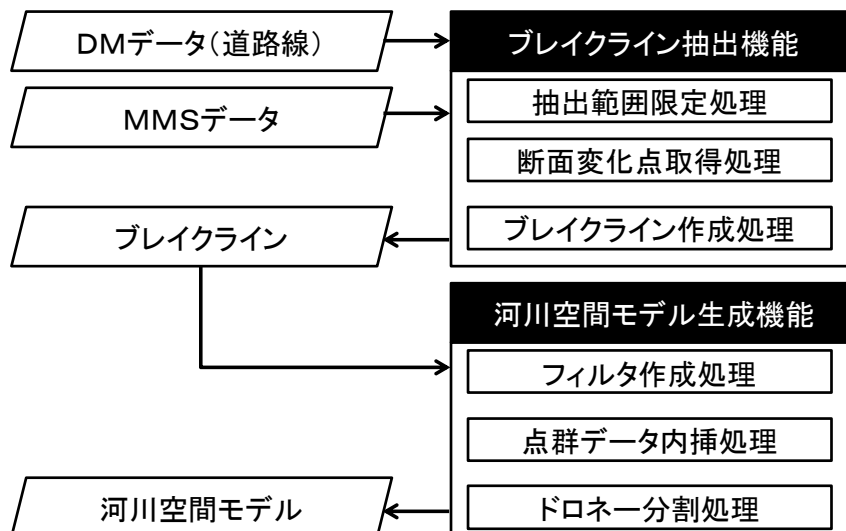 DMデータ(道路線)
MMSデータ
ブレイクライン
河川空間モデル
ブレイクライン抽出機能
抽出範囲限定処理
断面変化点取得処理
ブレイクライン作成処理
河川空間モデル生成機能
フィルタ作成処理
点群データ内挿処理
ドロネー分割処理